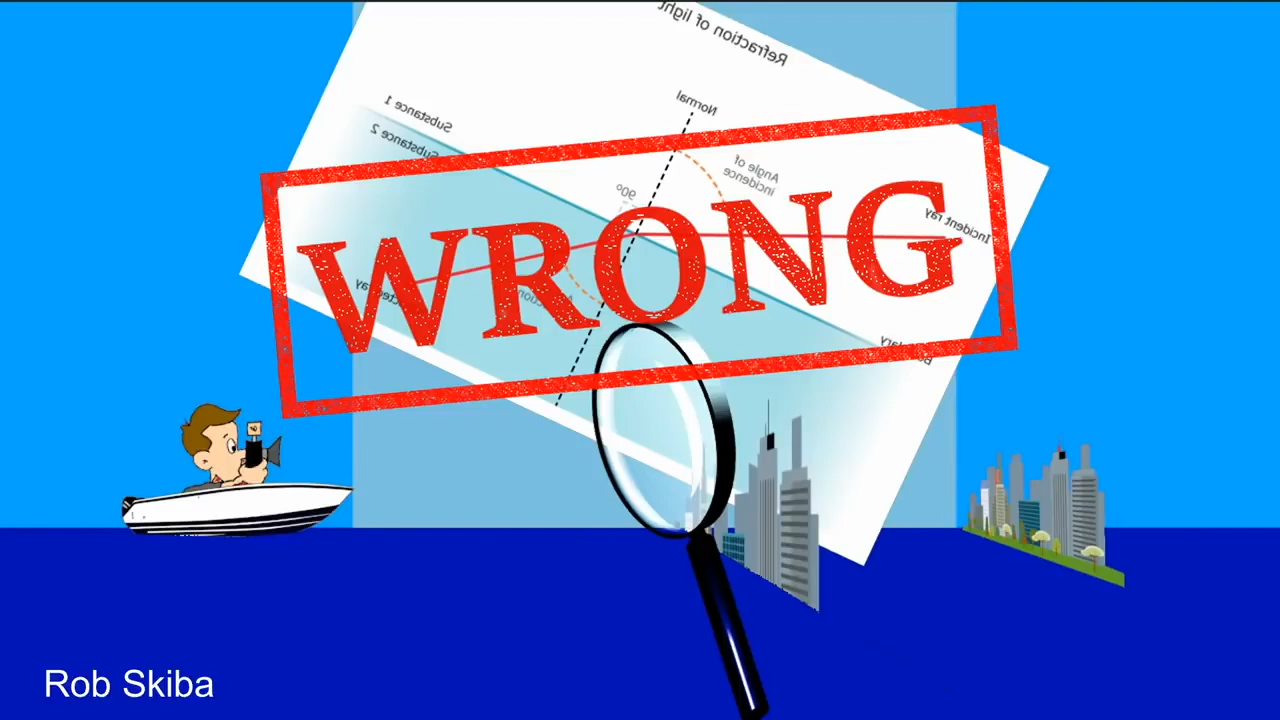 Refraction of light
Normal
Substance 1
Substance 2
Angle of
incidence
90°
Incident ray
WRONG
Rob Skiba